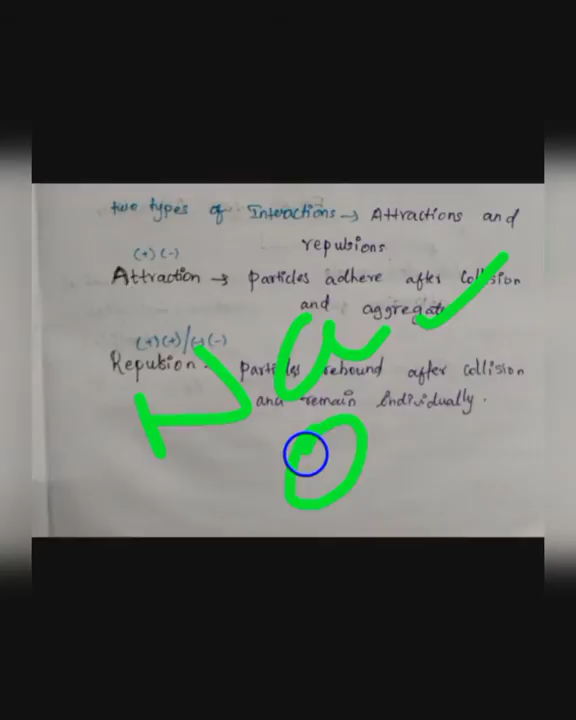 two types of Interactions → Attractions and
repulsions
(+) (-)
Attraction → particles adhere after collision
and aggregate
(+)(+)/(-)(-)
Repulsion - particles rebound after collision
and remain Individually.